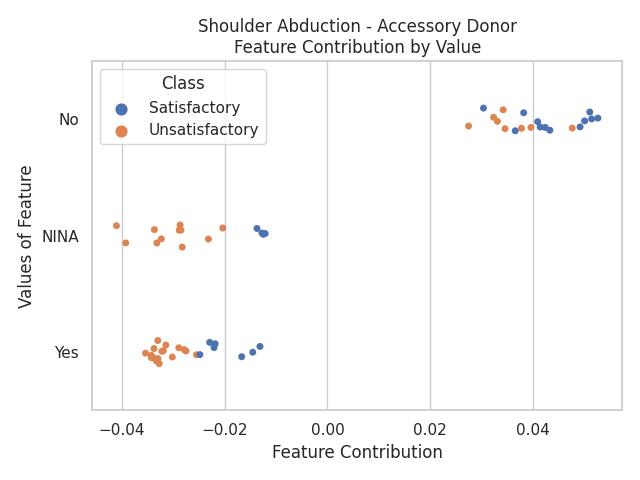 Shoulder Abduction - Accessory Donor
Feature Contribution by Value
Class
Satisfactory
Unsatisfactory
Values of Feature
No
NINA
Yes
−0.04 −0.02 0.00 0.02 0.04
Feature Contribution